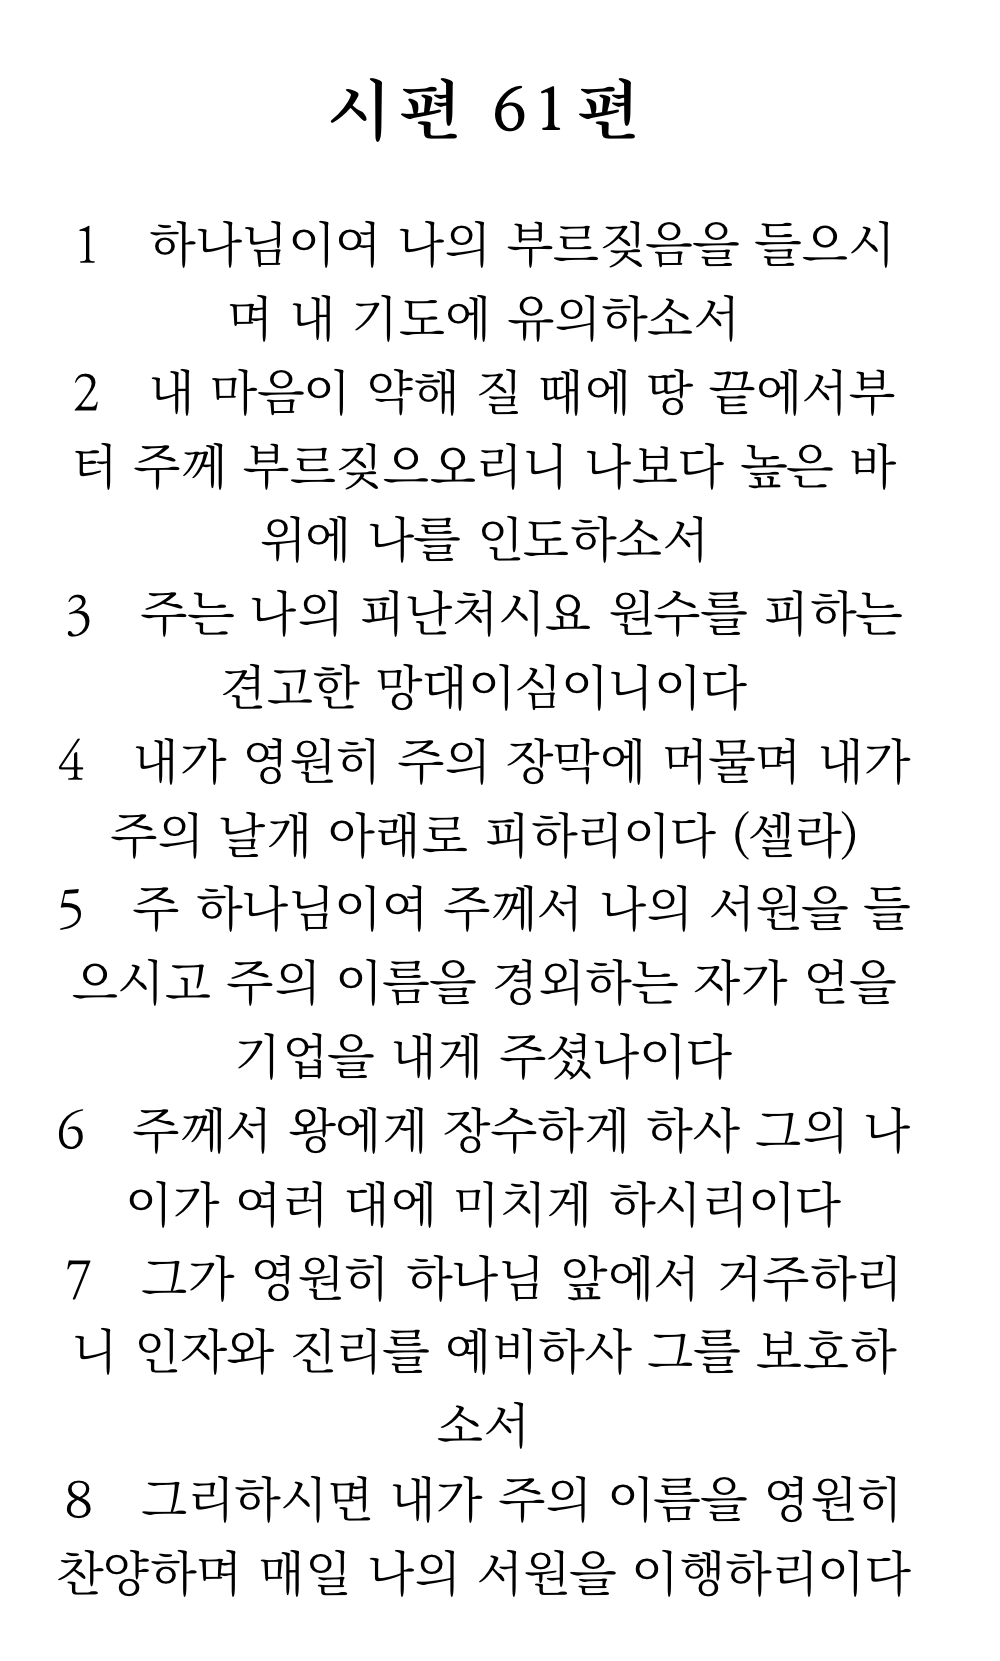 시편 61편
1 하나님이여 나의 부르짖음을 들으시
며 내 기도에 유의하소서
2 내 마음이 약해 질 때에 땅 끝에서부
터 주께 부르짖으오리니 나보다 높은 바
위에 나를 인도하소서
3 주는 나의 피난처시요 원수를 피하는
견고한 망대이심이니이다
4 내가 영원히 주의 장막에 머물며 내가
주의 날개 아래로 피하리이다 (셀라)
5 주 하나님이여 주께서 나의 서원을 들
으시고 주의 이름을 경외하는 자가 얻을
기업을 내게 주셨나이다
6 주께서 왕에게 장수하게 하사 그의 나
이가 여러 대에 미치게 하시리이다
7 그가 영원히 하나님 앞에서 거주하리
니 인자와 진리를 예비하사 그를 보호하
소서
8 그리하시면 내가 주의 이름을 영원히
찬양하며 매일 나의 서원을 이행하리이다